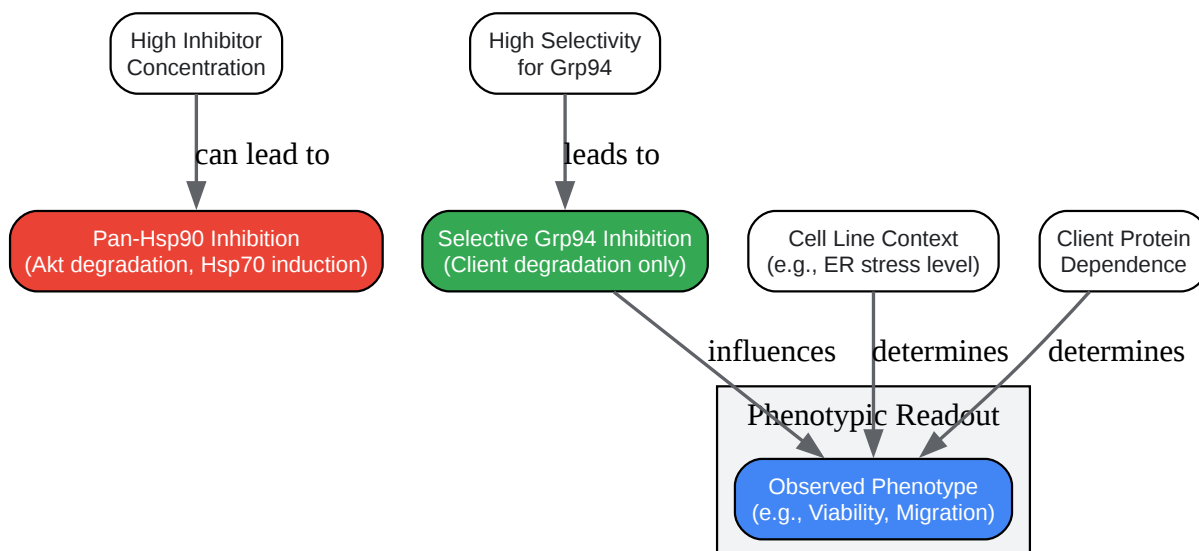 High Inhibitor
Concentration
High Selectivity
for Grp94
can lead to
leads to
Pan-Hsp90 Inhibition
(Akt degradation, Hsp70 induction)
Selective Grp94 Inhibition
(Client degradation only)
Cell Line Context
(e.g., ER stress level)
Client Protein
Dependence
influences
determines
determines
Phenotypic Readout
Observed Phenotype
(e.g., Viability, Migration)